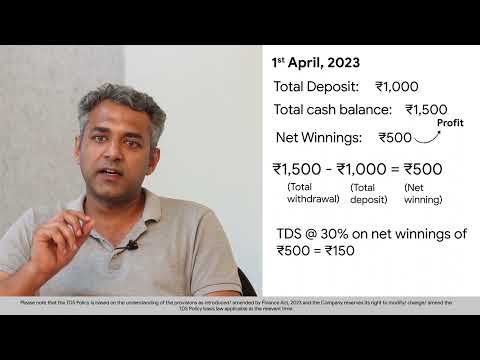 1st April, 2023
Total Deposit: ₹1,000
Total cash balance: ₹1,500
Profit
Net Winnings: ₹500
₹1,500 - ₹1,000 = ₹500
(Total withdrawal) (Total deposit) (Net winning)
TDS @ 30% on net winnings of
₹500 = ₹150
Please note that the TDS Policy is based on the understanding of the provisions as introduced/ amended by Finance Act, 2023 and the Company reserves its right to modify/ change/ amend the
TDS Policy basis law applicable at the relevant time.